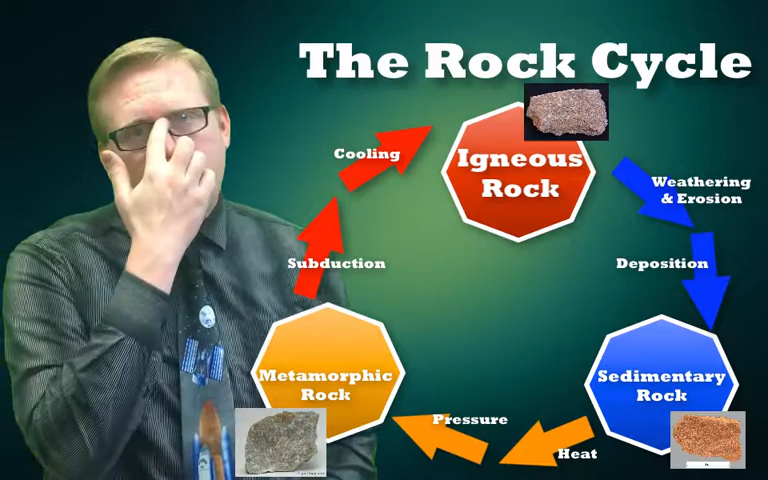 The Rock Cycle
Cooling
Igneous
Rock
Weathering
& Erosion
Subduction
Deposition
Metamorphic
Rock
Sedimentary
Rock
Pressure
Heat